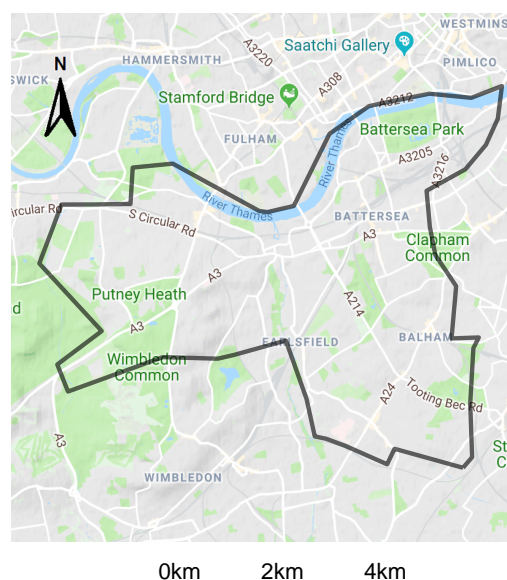 WESTMINS
A3220
HAMMERSMITH
Saatchi Gallery
PIMLICO
SWICK
N
A308
Stamford Bridge
A3212
FULHAM
Battersea Park
River Thames
A3205
A3216
River Thames
ircular Rd
S Circular Rd
BATTERSEA
A3
Clapham
Common
A3
d
Putney Heath
A214
A3
EARLSFIELD
BALHAM
Wimbledon
Common
A24
Tooting Bec Rd
A3
St
C
WIMBLEDON
0km
2km
4km